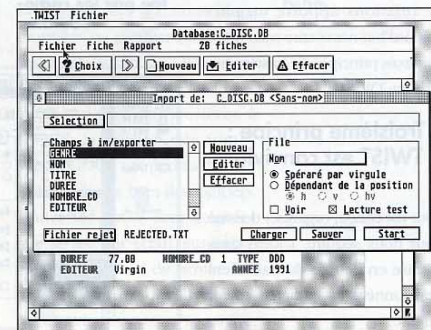 .TWIST Fichier
Database:C_DISC.DB
Fichier Fiche Rapport 20 fiches
? Choix Nouveau Editer Effacer
Import de: C_DISC.DB <Sans-nom>
Selection
Champs à im/exporter
GENRE
NOM
TITRE
DUREE
NOMBRE_CD
EDITEUR
Nouveau
Editer
Effacer
File
Nom
Spéraré par virgule
Dépendant de la position
h v hv
Voir Lecture test
Fichier rejet REJECTED.TXT Charger Sauver Start
DUREE 77.00 NOMBRE_CD 1 TYPE DDD
EDITEUR Virgin ANNEE 1991